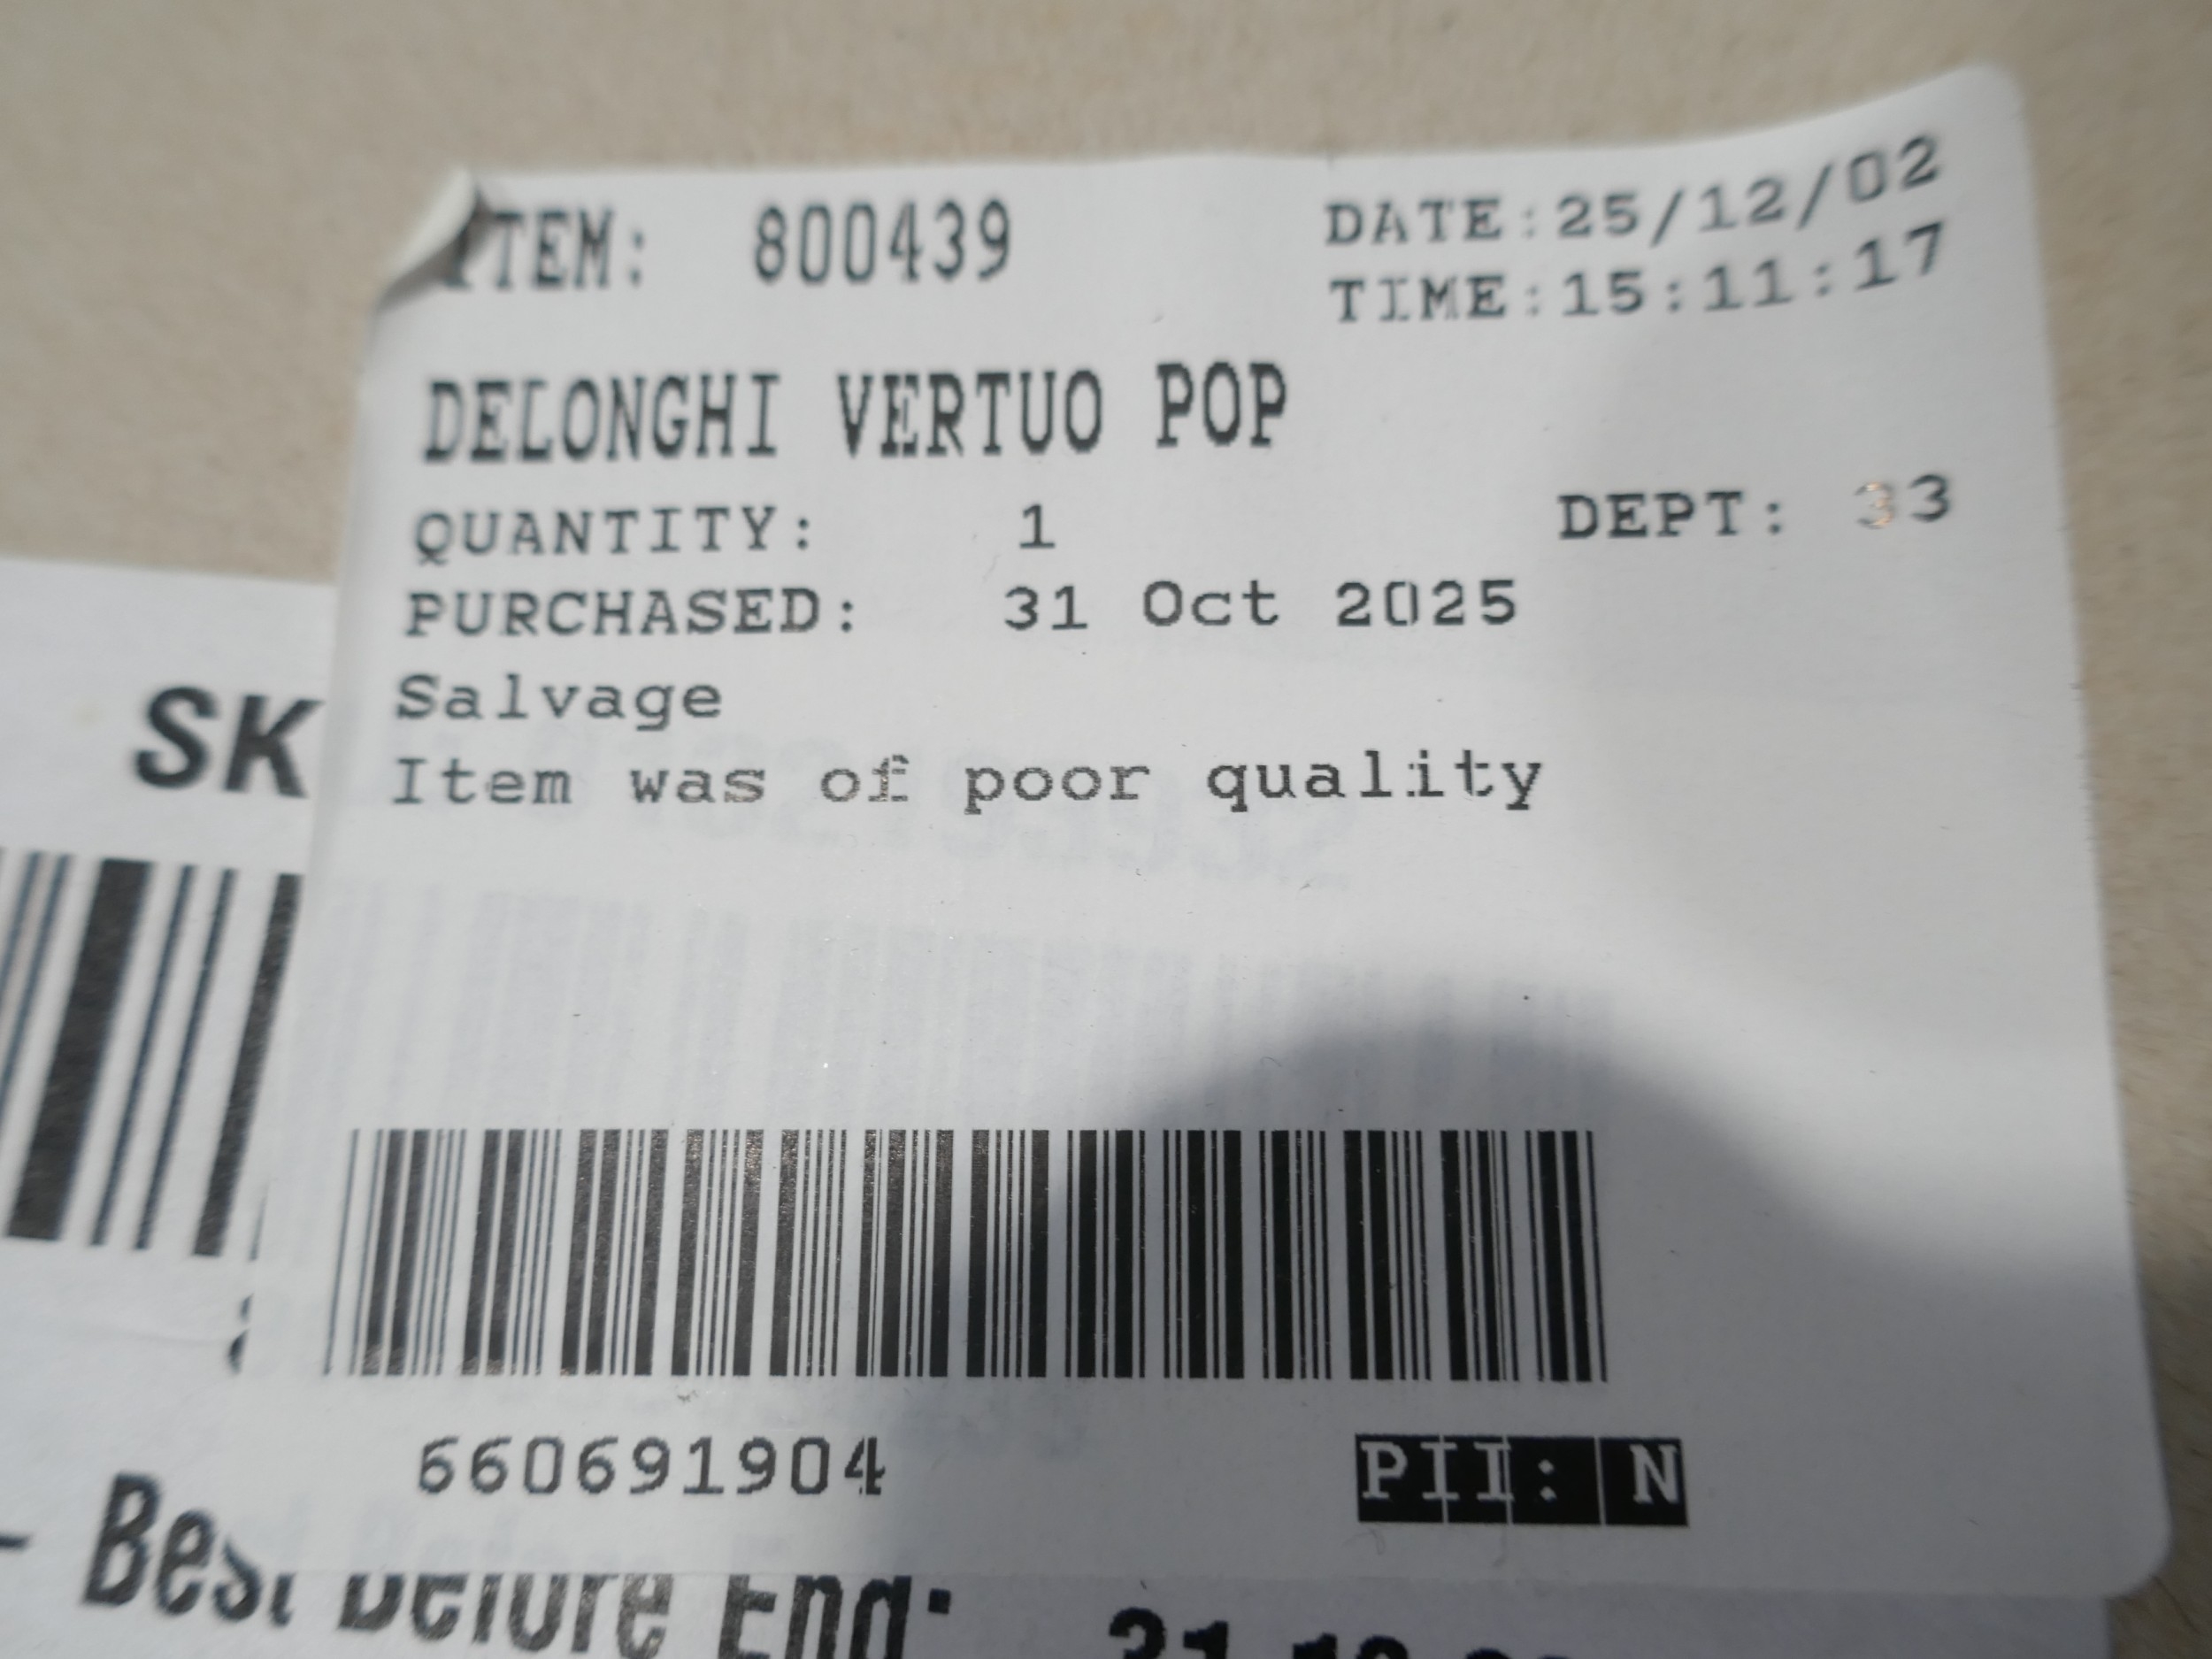 ITEM: 800439
DATE:25/12/02
TIME:15:11:17
DELONGHI VERTUO POP
QUANTITY: 1
DEPT: 33
PURCHASED: 31 Oct 2025
Salvage
Item was of poor quality
SK
660691904
PII: N
- Best Before End: